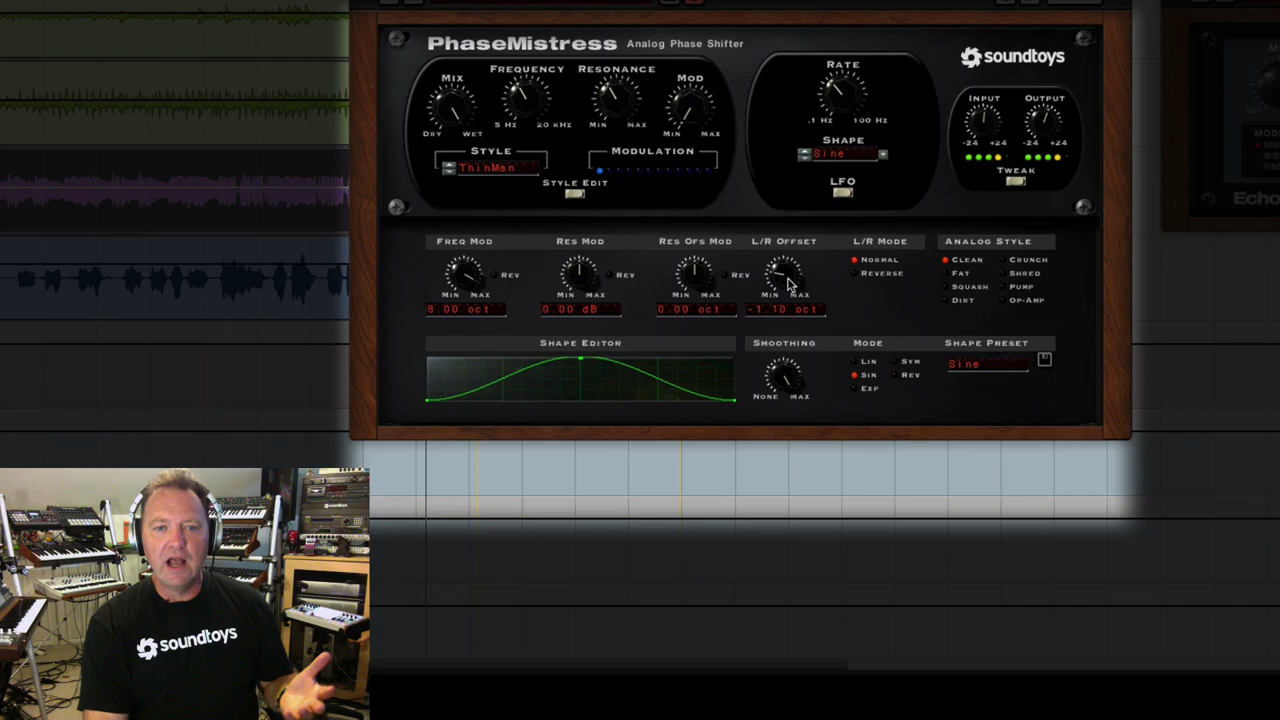 PhaseMistress Analog Phase Shifter
soundtoys
MIX
FREQUENCY
RESONANCE
MOD
DRY WET
5 Hz 20 kHz
MIN MAX
MIN MAX
STYLE
ThinMan
MODULATION
STYLE EDIT
RATE
.1 Hz 100 Hz
SHAPE
Sine
LFO
INPUT OUTPUT
-24 +24 -24 +24
TWEAK
Echo
FREQ MOD
REV
MIN MAX
8.00 oct
RES MOD
REV
MIN MAX
0.00 dB
RES OFS MOD
REV
MIN MAX
0.00 oct
L/R OFFSET
MIN MAX
-1.10 oct
L/R MODE
NORMAL
REVERSE
ANALOG STYLE
CLEAN CRUNCH
FAT SHRED
SQUASH PUMP
DIRT OP-AMP
SHAPE EDITOR
SMOOTHING
NONE MAX
MODE
LIN SYM
SIN REV
EXP
SHAPE PRESET
Sine
soundtoys